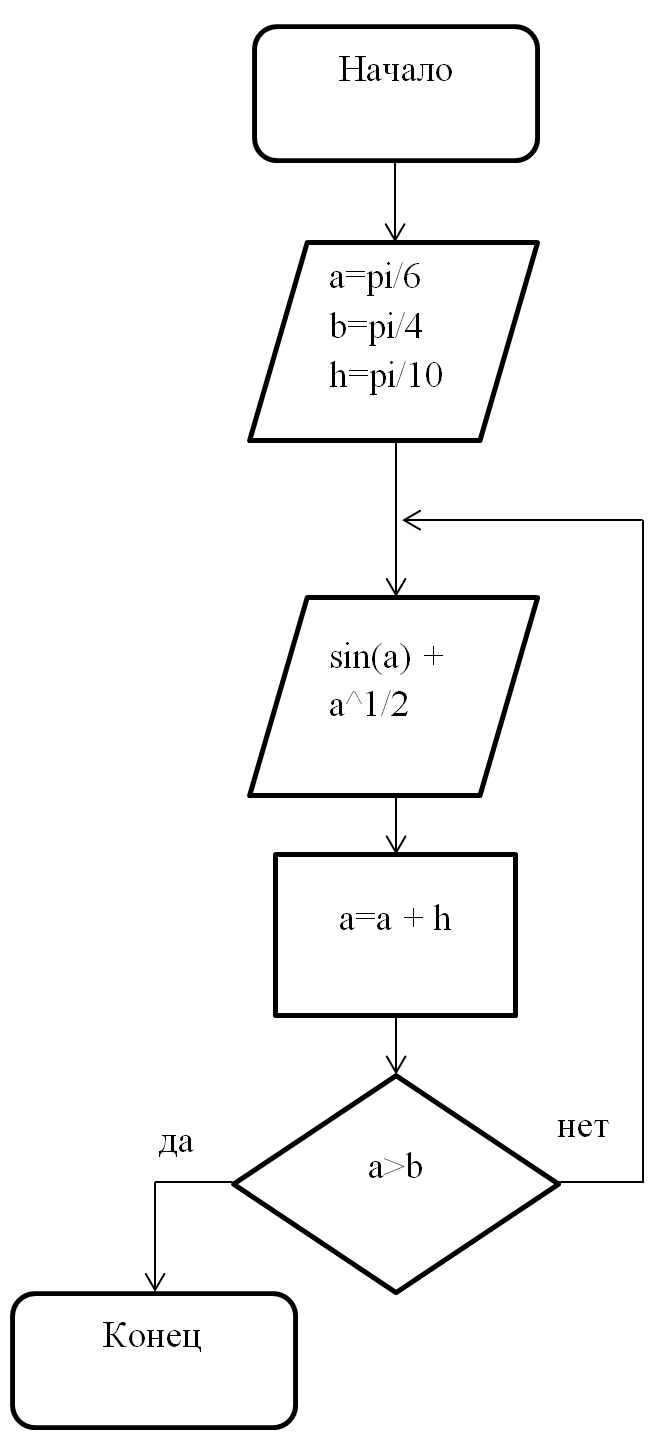 Начало
a=pi/6
b=pi/4
h=pi/10
sin(a) +
a^1/2
a=a + h
a>b
да
нет
Конец